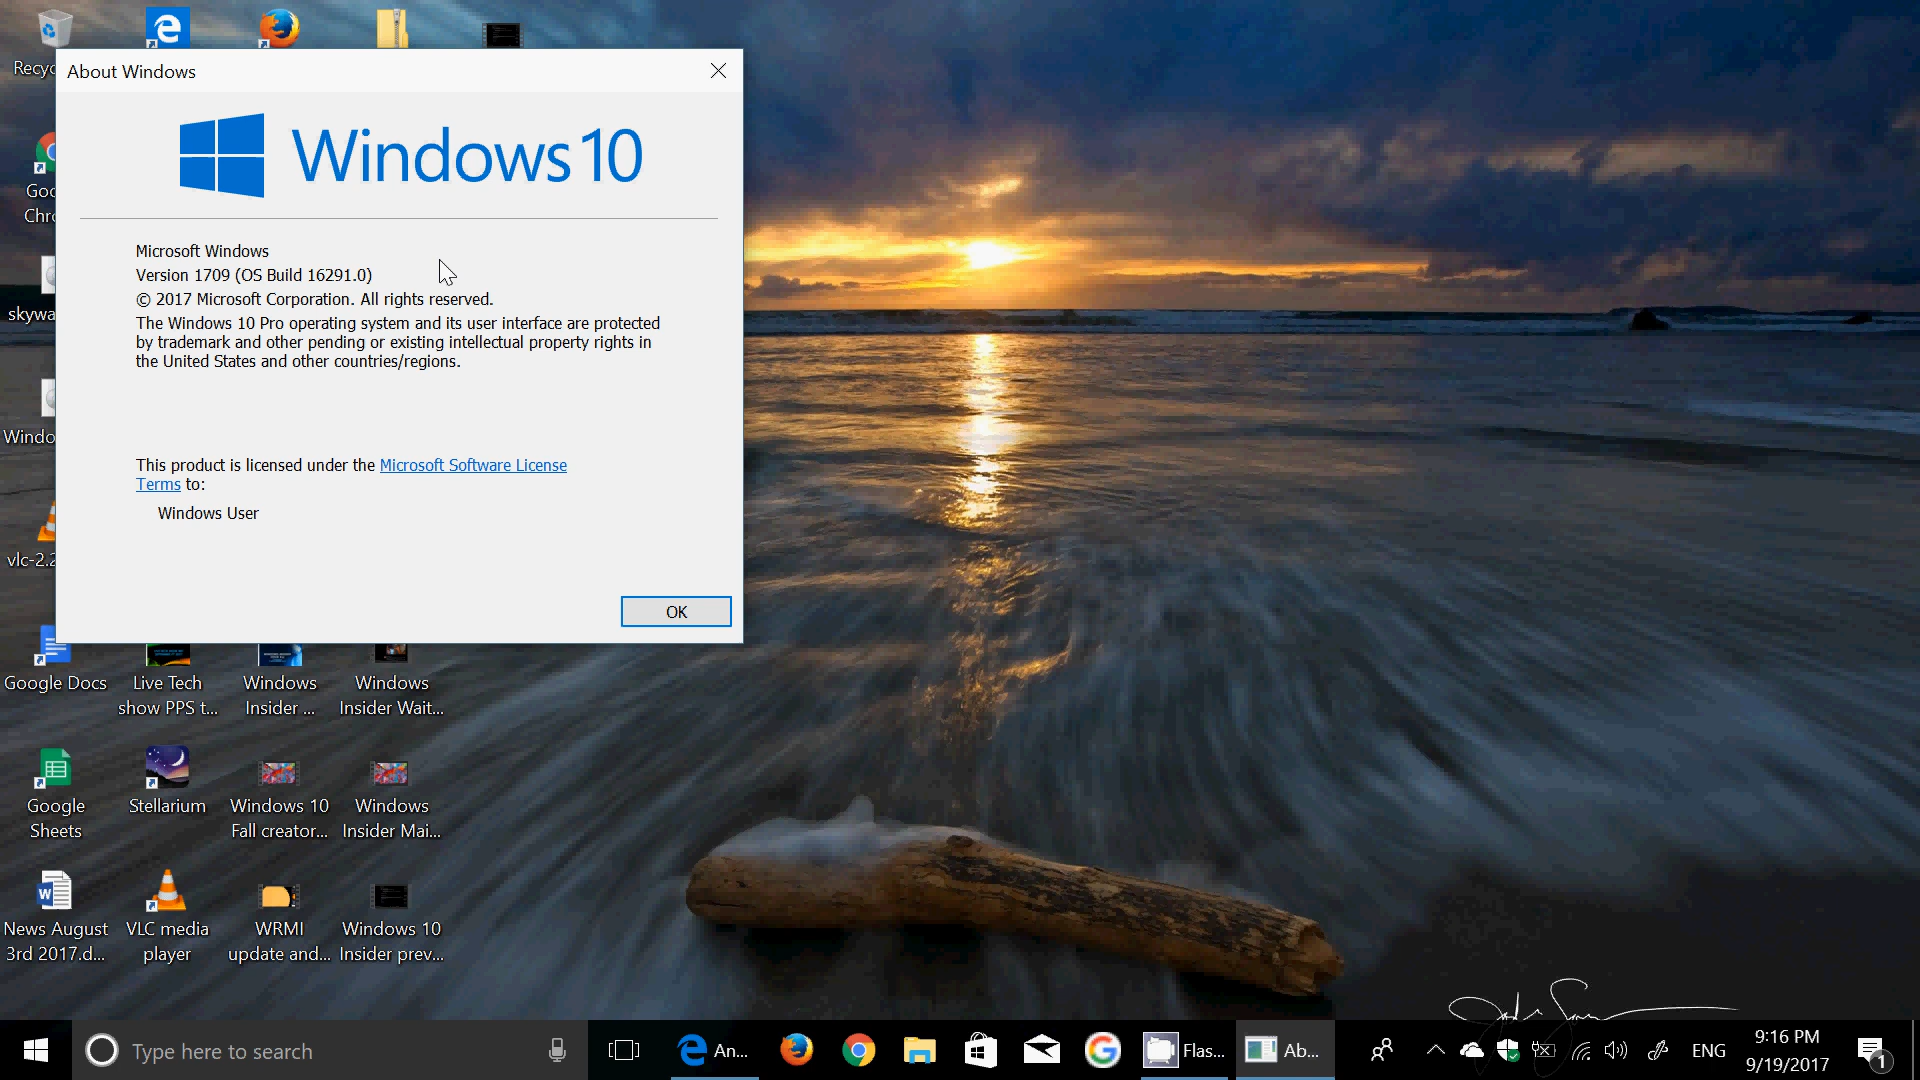 Recyc
About Windows
Windows 10
Microsoft Windows
Version 1709 (OS Build 16291.0)
© 2017 Microsoft Corporation. All rights reserved.
The Windows 10 Pro operating system and its user interface are protected
by trademark and other pending or existing intellectual property rights in
the United States and other countries/regions.
This product is licensed under the Microsoft Software License
Terms to:
Windows User
OK
Goo
Chro
skywa
Windo
vlc-2.2
Google Docs
Live Tech
show PPS t...
Windows
Insider ...
Windows
Insider Wait...
Google
Sheets
Stellarium
Windows 10
Fall creator...
Windows
Insider Mai...
News August
3rd 2017.d...
VLC media
player
WRMI
update and...
Windows 10
Insider prev...
Type here to search
An...
Flas...
Ab...
ENG
9:16 PM
9/19/2017
1